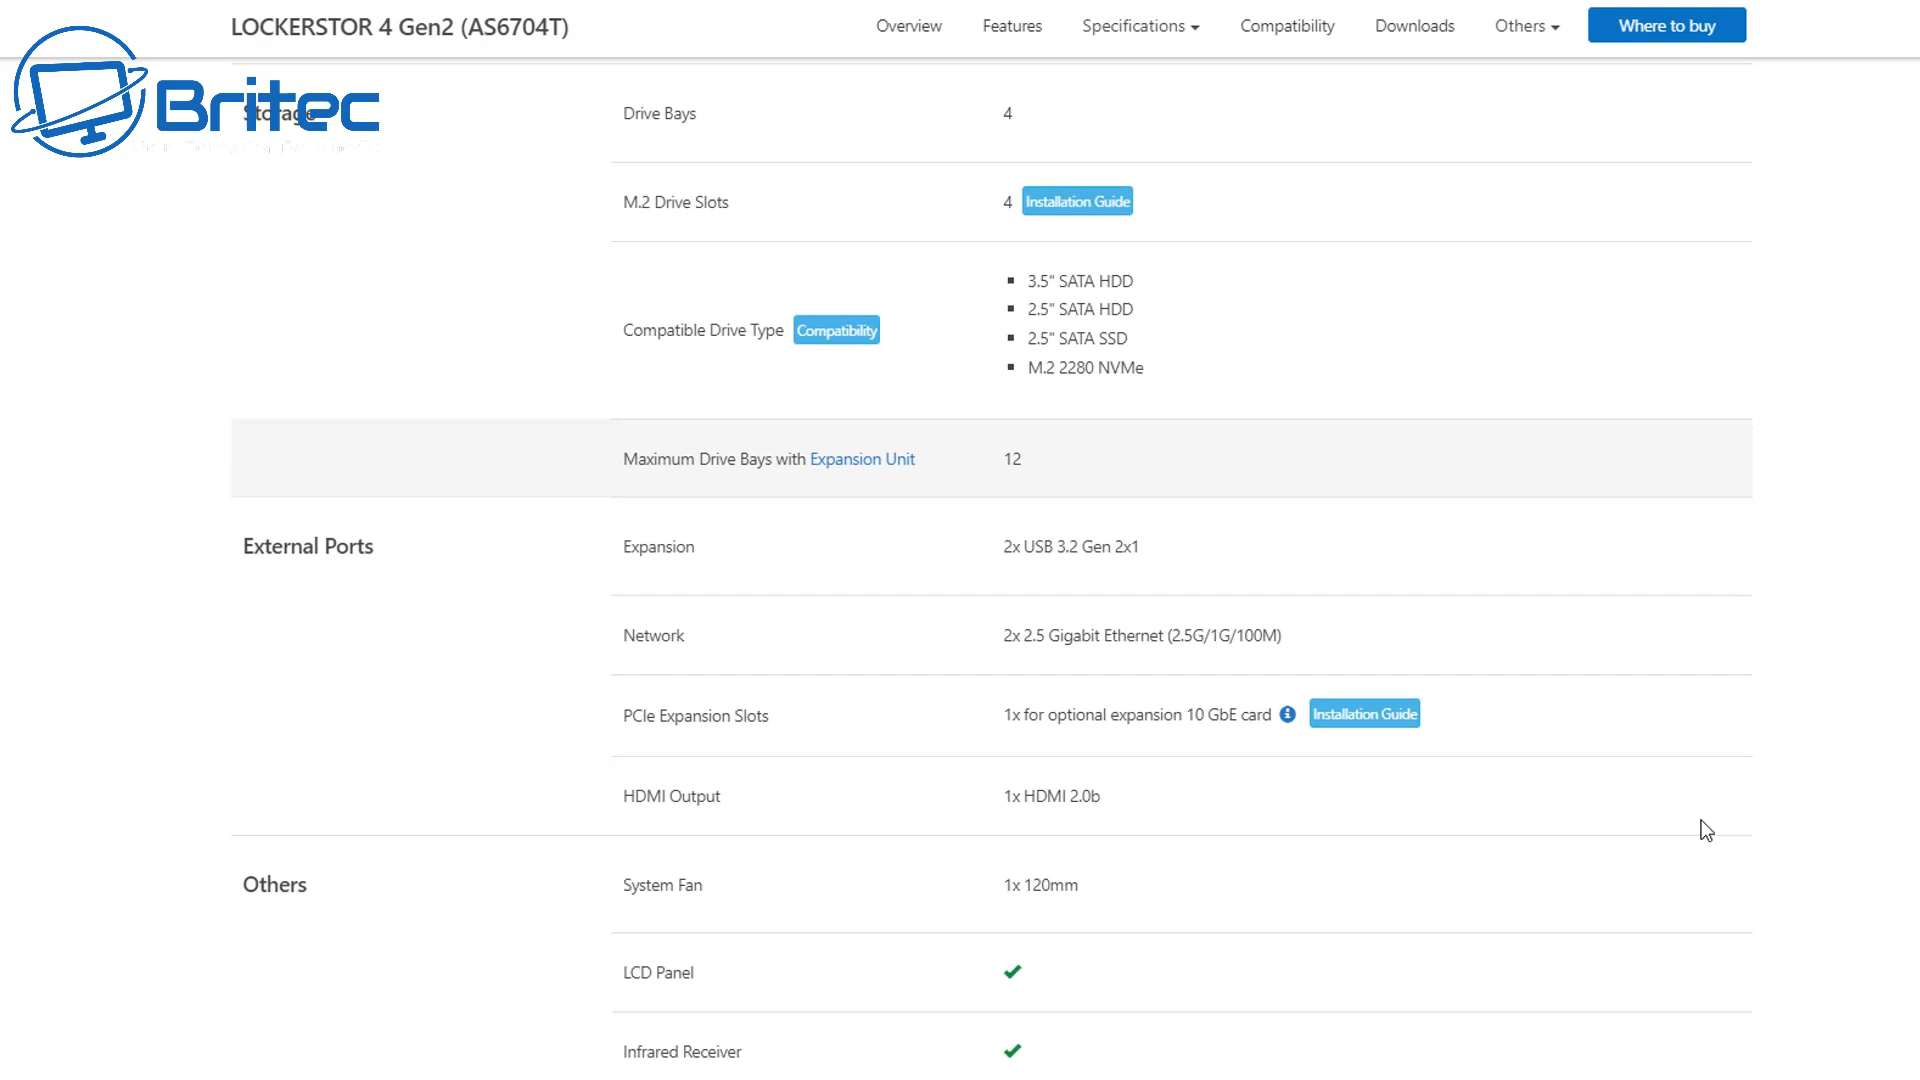 LOCKERSTOR 4 Gen2 (AS6704T)
Overview
Features
Specifications
Compatibility
Downloads
Others
Where to buy
Britec
Storage
Drive Bays
4
M.2 Drive Slots
4 Installation Guide
Compatible Drive Type Compatibility
3.5" SATA HDD
2.5" SATA HDD
2.5" SATA SSD
M.2 2280 NVMe
Maximum Drive Bays with Expansion Unit
12
External Ports
Expansion
2x USB 3.2 Gen 2x1
Network
2x 2.5 Gigabit Ethernet (2.5G/1G/100M)
PCIe Expansion Slots
1x for optional expansion 10 GbE card Installation Guide
HDMI Output
1x HDMI 2.0b
Others
System Fan
1x 120mm
LCD Panel
Infrared Receiver